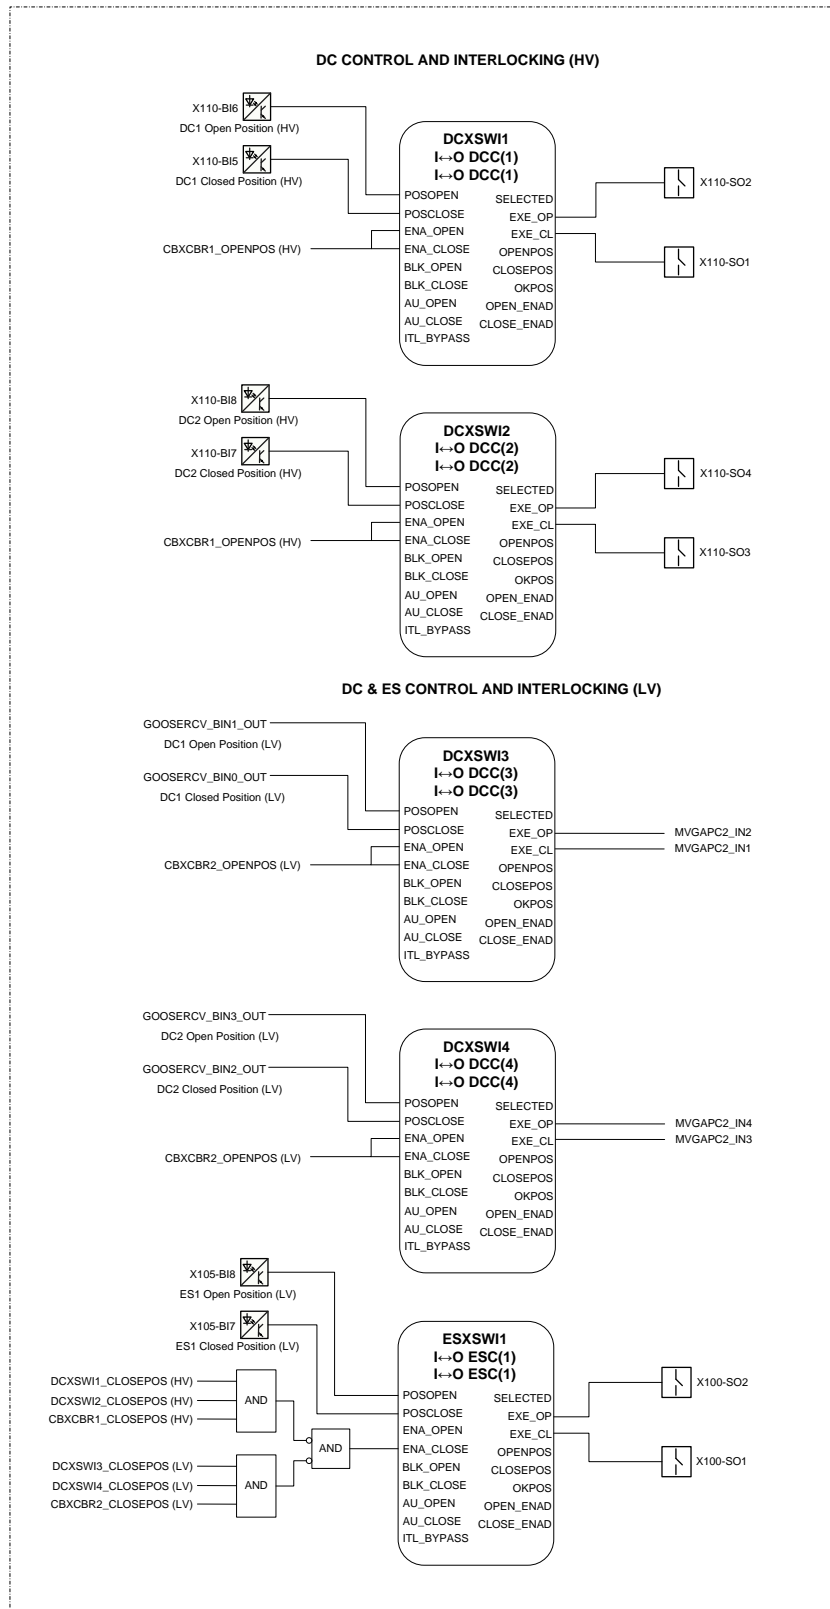 DC CONTROL AND INTERLOCKING (HV)
X110-BI6
DC1 Open Position (HV)
X110-BI5
DC1 Closed Position (HV)
CBXCBR1_OPENPOS (HV)
DCXSWI1
I↔O DCC(1)
I↔O DCC(1)
POSOPEN
POSCLOSE
ENA_OPEN
ENA_CLOSE
BLK_OPEN
BLK_CLOSE
AU_OPEN
AU_CLOSE
ITL_BYPASS
SELECTED
EXE_OP
EXE_CL
OPENPOS
CLOSEPOS
OKPOS
OPEN_ENAD
CLOSE_ENAD
X110-SO2
X110-SO1
X110-BI8
DC2 Open Position (HV)
X110-BI7
DC2 Closed Position (HV)
CBXCBR1_OPENPOS (HV)
DCXSWI2
I↔O DCC(2)
I↔O DCC(2)
POSOPEN
POSCLOSE
ENA_OPEN
ENA_CLOSE
BLK_OPEN
BLK_CLOSE
AU_OPEN
AU_CLOSE
ITL_BYPASS
SELECTED
EXE_OP
EXE_CL
OPENPOS
CLOSEPOS
OKPOS
OPEN_ENAD
CLOSE_ENAD
X110-SO4
X110-SO3
DC & ES CONTROL AND INTERLOCKING (LV)
GOOSERCV_BIN1_OUT
DC1 Open Position (LV)
GOOSERCV_BIN0_OUT
DC1 Closed Position (LV)
CBXCBR2_OPENPOS (LV)
DCXSWI3
I↔O DCC(3)
I↔O DCC(3)
POSOPEN
POSCLOSE
ENA_OPEN
ENA_CLOSE
BLK_OPEN
BLK_CLOSE
AU_OPEN
AU_CLOSE
ITL_BYPASS
SELECTED
EXE_OP
EXE_CL
OPENPOS
CLOSEPOS
OKPOS
OPEN_ENAD
CLOSE_ENAD
MVGAPC2_IN2
MVGAPC2_IN1
GOOSERCV_BIN3_OUT
DC2 Open Position (LV)
GOOSERCV_BIN2_OUT
DC2 Closed Position (LV)
CBXCBR2_OPENPOS (LV)
DCXSWI4
I↔O DCC(4)
I↔O DCC(4)
POSOPEN
POSCLOSE
ENA_OPEN
ENA_CLOSE
BLK_OPEN
BLK_CLOSE
AU_OPEN
AU_CLOSE
ITL_BYPASS
SELECTED
EXE_OP
EXE_CL
OPENPOS
CLOSEPOS
OKPOS
OPEN_ENAD
CLOSE_ENAD
MVGAPC2_IN4
MVGAPC2_IN3
X105-BI8
ES1 Open Position (LV)
X105-BI7
ES1 Closed Position (LV)
DCXSWI1_CLOSEPOS (HV)
DCXSWI2_CLOSEPOS (HV)
CBXCBR1_CLOSEPOS (HV)
AND
DCXSWI3_CLOSEPOS (LV)
DCXSWI4_CLOSEPOS (LV)
CBXCBR2_CLOSEPOS (LV)
AND
AND
ESXSWI1
I↔O ESC(1)
I↔O ESC(1)
POSOPEN
POSCLOSE
ENA_OPEN
ENA_CLOSE
BLK_OPEN
BLK_CLOSE
AU_OPEN
AU_CLOSE
ITL_BYPASS
SELECTED
EXE_OP
EXE_CL
OPENPOS
CLOSEPOS
OKPOS
OPEN_ENAD
CLOSE_ENAD
X100-SO2
X100-SO1